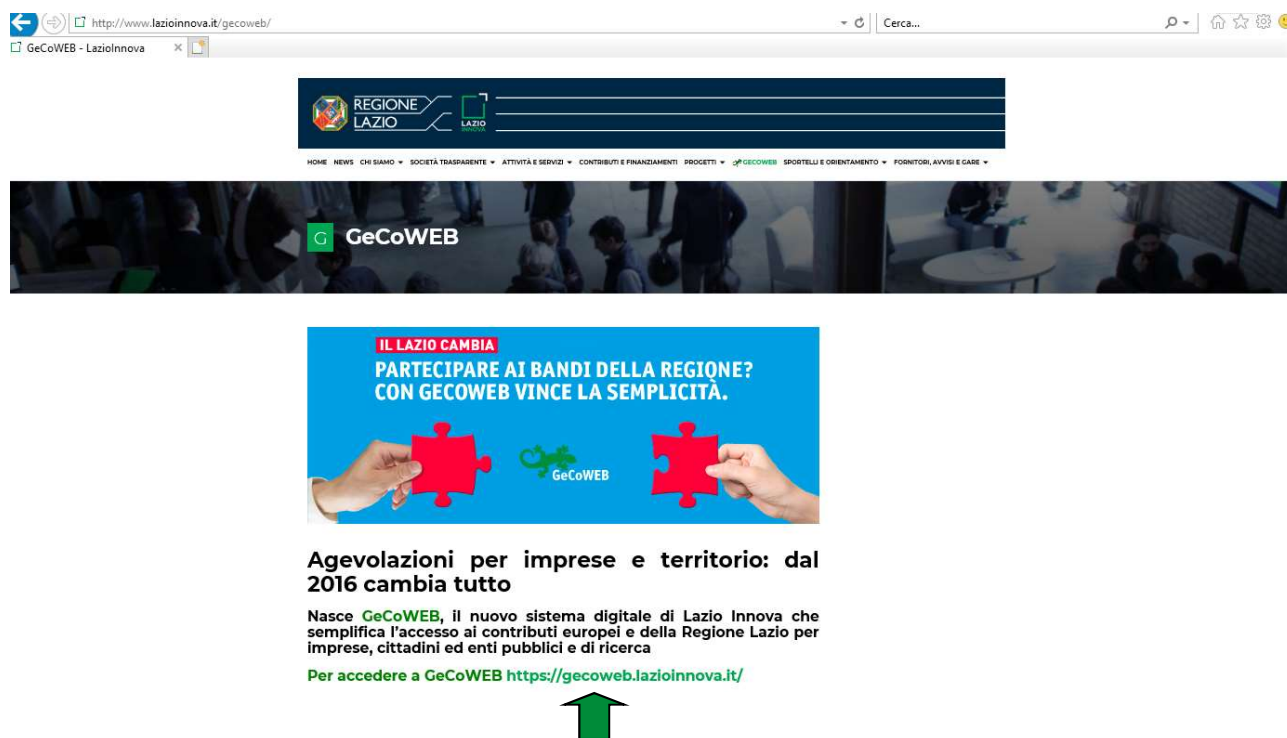 http://www.lazioinnova.it/gecoweb/
Cerca...
GeCoWEB - LazioInnova
REGIONE
LAZIO
LAZIO
INNOVA
HOME NEWS CHI SIAMO SOCIETÀ TRASPARENTE ATTIVITÀ E SERVIZI CONTRIBUTI E FINANZIAMENTI PROGETTI GECOWEB SPORTELLI E ORIENTAMENTO FORNITORI, AVVISI E GARE
G GeCoWEB
IL LAZIO CAMBIA
PARTECIPARE AI BANDI DELLA REGIONE?
CON GECOWEB VINCE LA SEMPLICITÀ.
GeCoWEB
Agevolazioni per imprese e territorio: dal
2016 cambia tutto
Nasce GeCoWEB, il nuovo sistema digitale di Lazio Innova che
semplifica l'accesso ai contributi europei e della Regione Lazio per
imprese, cittadini ed enti pubblici e di ricerca
Per accedere a GeCoWEB https://gecoweb.lazioinnova.it/